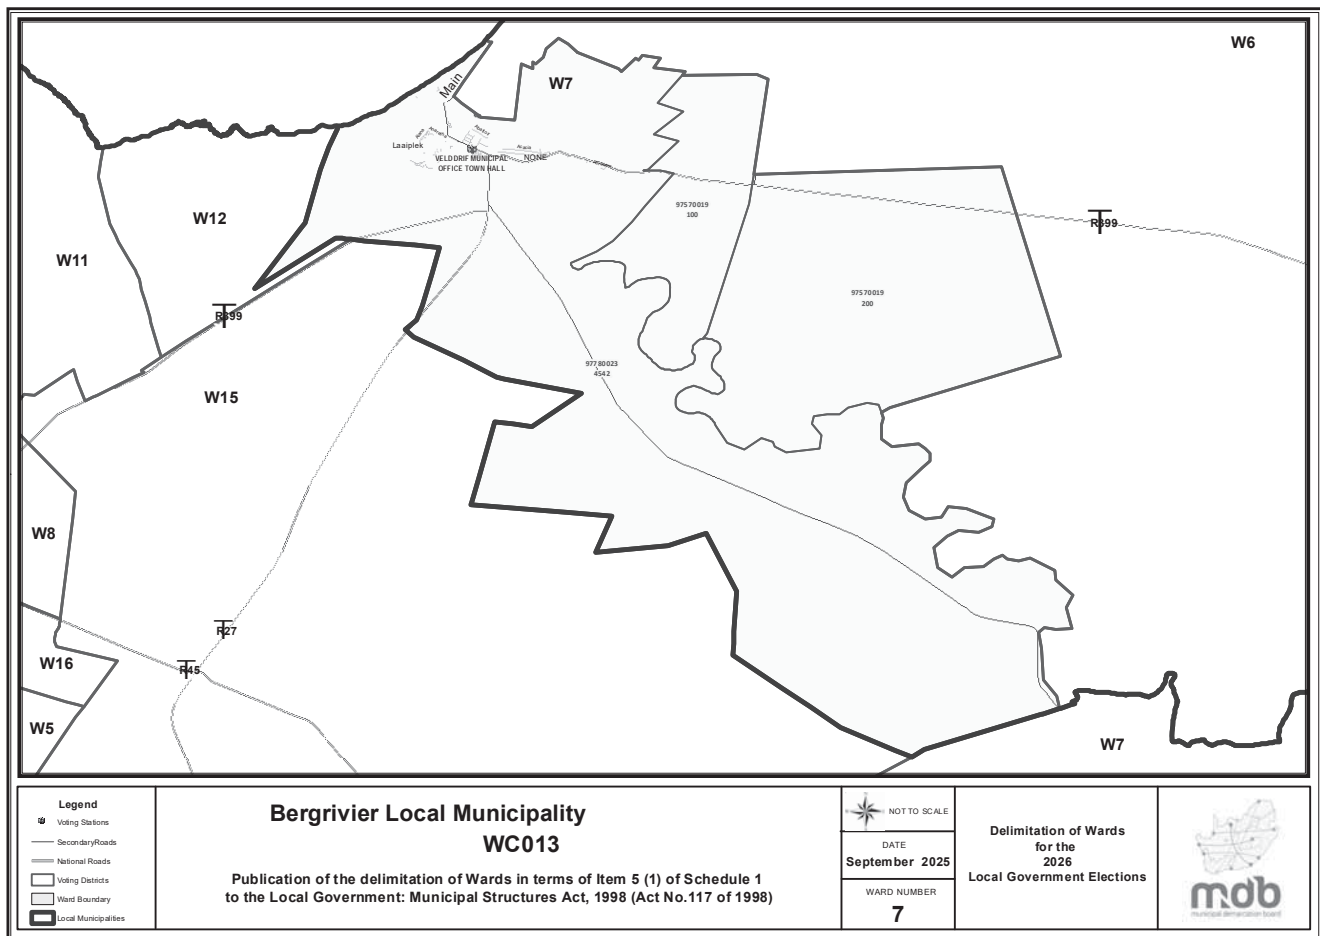 W6
W7
Main
Laaiplek
VELDDRIF MUNICIPAL
OFFICE TOWN HALL
NONE
W12
W11
97570019
100
R399
R399
97570019
200
97780023
4542
W15
W8
R27
R45
W16
W5
W7
Legend
Voting Stations
SecondaryRoads
National Roads
Voting Districts
Ward Boundary
Local Municipalities
Bergrivier Local Municipality
WC013
Publication of the delimitation of Wards in terms of Item 5 (1) of Schedule 1
to the Local Government: Municipal Structures Act, 1998 (Act No.117 of 1998)
NOT TO SCALE
DATE
September 2025
WARD NUMBER
7
Delimitation of Wards
for the
2026
Local Government Elections
mdb
municipal demarcation board